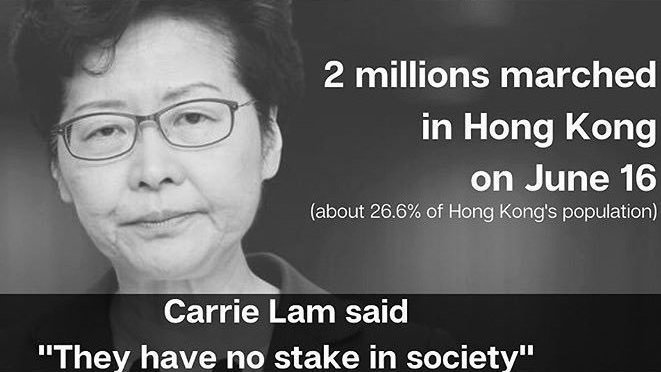 2 millions marched
in Hong Kong
on June 16
(about 26.6% of Hong Kong's population)
Carrie Lam said
"They have no stake in society"